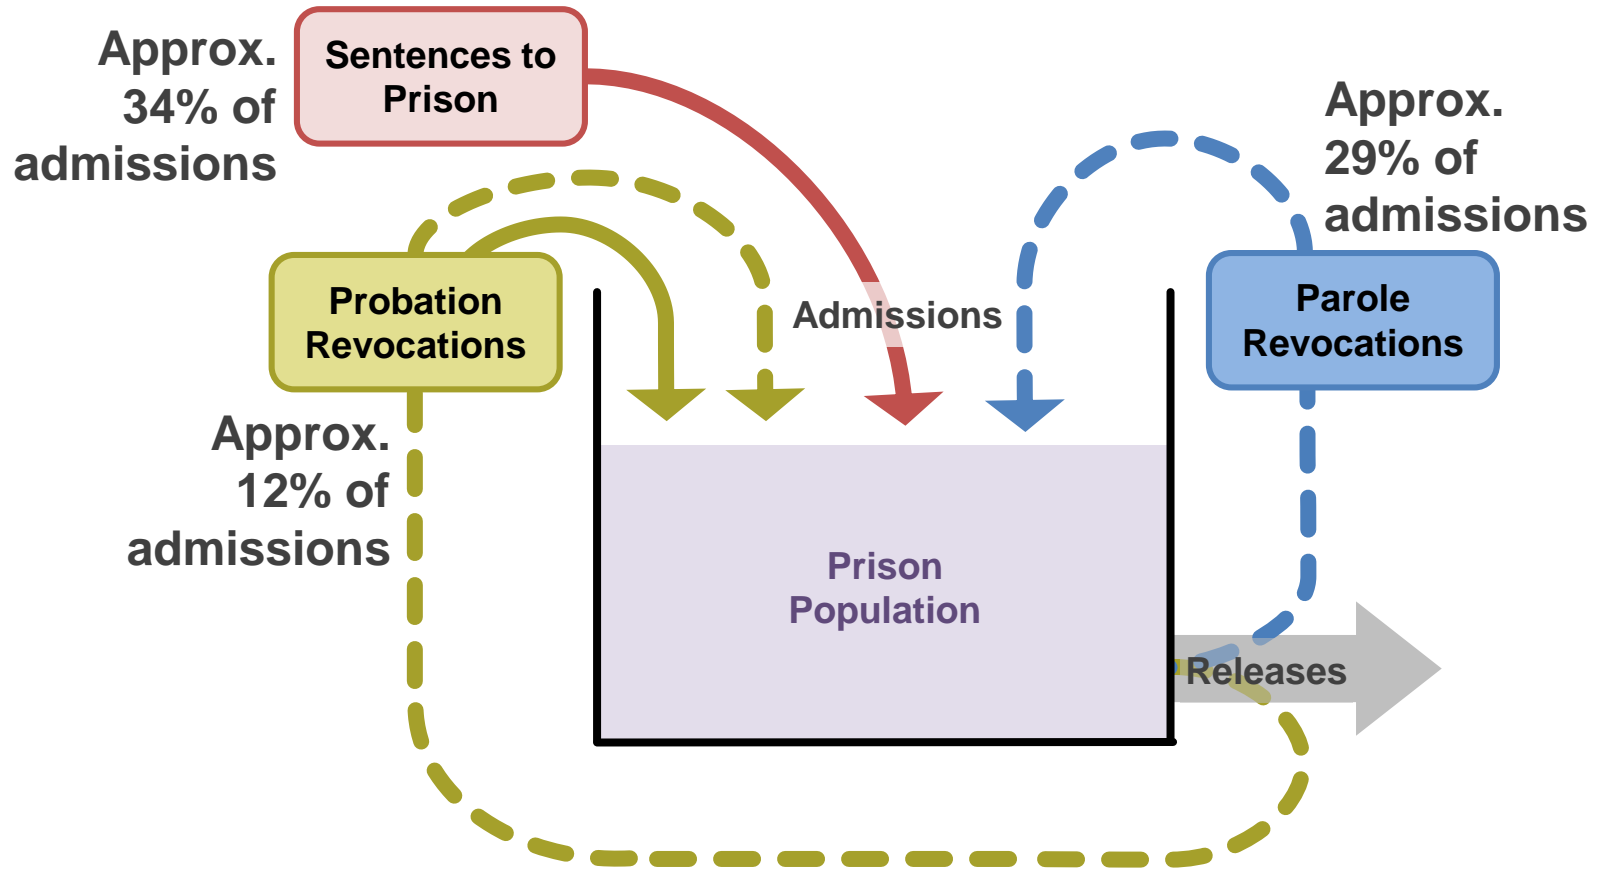 Approx.
34% of
admissions
Sentences to
Prison
Approx.
29% of
admissions
Probation
Revocations
Admissions
Parole
Revocations
Approx.
12% of
admissions
Prison
Population
Releases